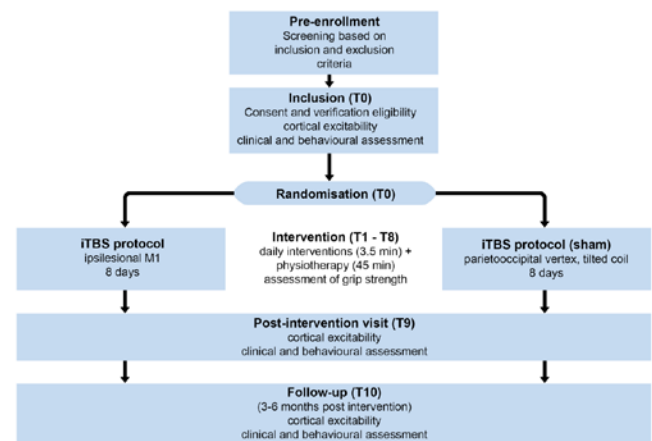 Pre-enrollment
Screening based on
inclusion and exclusion
criteria
Inclusion (T0)
Consent and verification eligibility
cortical excitability
clinical and behavioural assessment
Randomisation (T0)
iTBS protocol
ipsilesional M1
8 days
Intervention (T1 - T8)
daily interventions (3.5 min) +
physiotherapy (45 min)
assessment of grip strength
iTBS protocol (sham)
parietooccipital vertex, tilted coil
8 days
Post-intervention visit (T9)
cortical excitability
clinical and behavioural assessment
Follow-up (T10)
(3-6 months post intervention)
cortical excitability
clinical and behavioural assessment